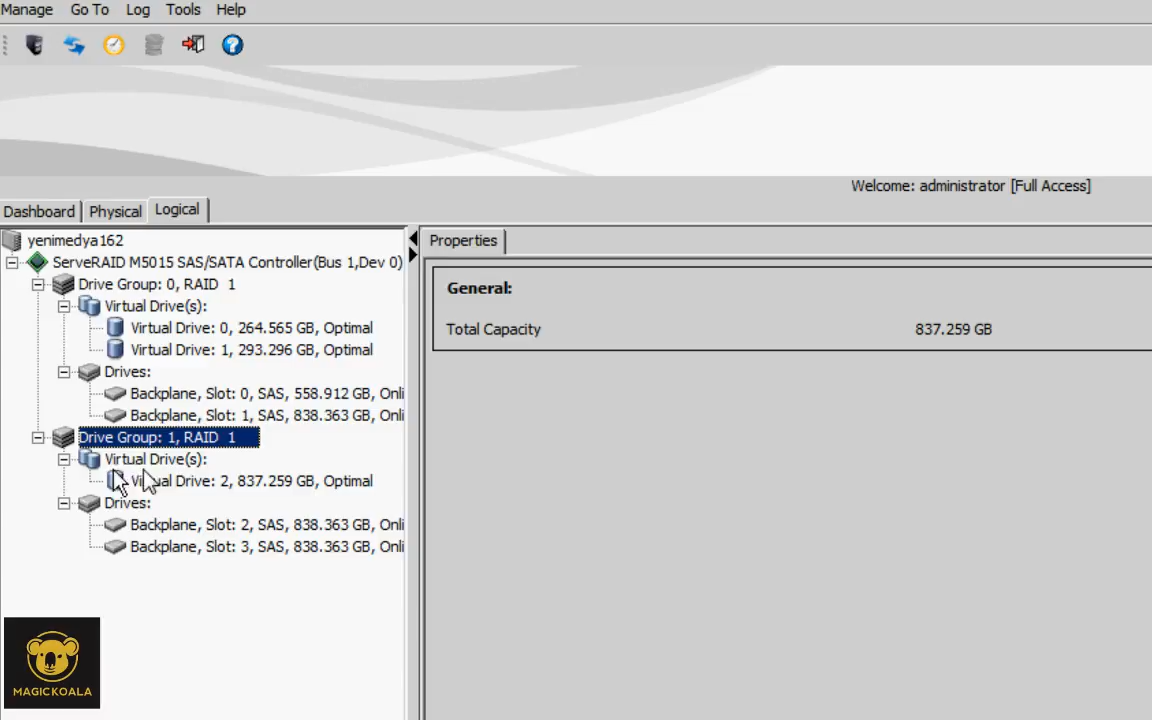 Manage Go To Log Tools Help
Welcome: administrator [Full Access]
Dashboard Physical Logical
yenimedya162
ServeRAID M5015 SAS/SATA Controller(Bus 1,Dev 0)
Drive Group: 0, RAID 1
Virtual Drive(s):
Virtual Drive: 0, 264.565 GB, Optimal
Virtual Drive: 1, 293.296 GB, Optimal
Drives:
Backplane, Slot: 0, SAS, 558.912 GB, Onli
Backplane, Slot: 1, SAS, 838.363 GB, Onli
Drive Group: 1, RAID 1
Virtual Drive(s):
Virtual Drive: 2, 837.259 GB, Optimal
Drives:
Backplane, Slot: 2, SAS, 838.363 GB, Onli
Backplane, Slot: 3, SAS, 838.363 GB, Onli
Properties
General:
Total Capacity 837.259 GB
MAGICKOALA